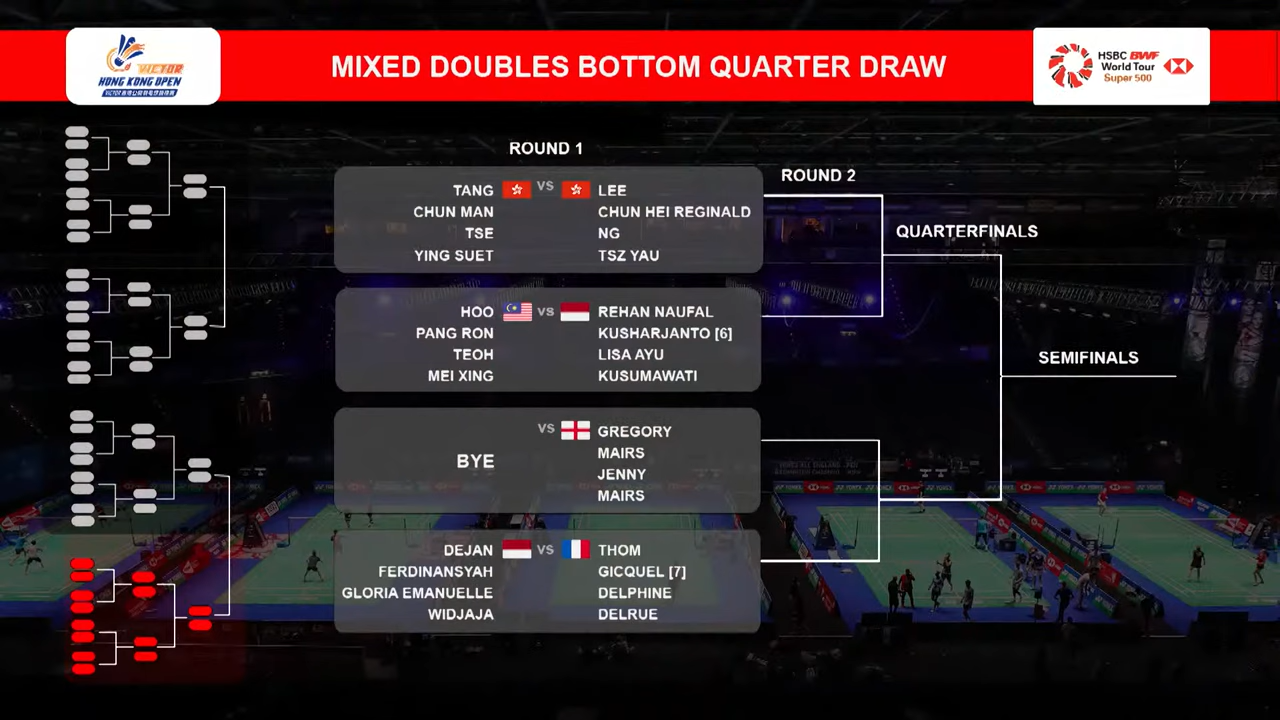 VICTOR
HONG KONG OPEN
MIXED DOUBLES BOTTOM QUARTER DRAW
HSBC BWF
World Tour
Super 500
ROUND 1
TANG VS LEE
CHUN MAN CHUN HEI REGINALD
TSE NG
YING SUET TSZ YAU
ROUND 2
QUARTERFINALS
HOO VS REHAN NAUFAL
PANG RON KUSHARJANTO [6]
TEOH LISA AYU
MEI XING KUSUMAWATI
SEMIFINALS
VS GREGORY
BYE MAIRS
JENNY
MAIRS
DEJAN VS THOM
FERDINANSYAH GICQUEL [7]
GLORIA EMANUELLE DELPHINE
WIDJAJA DELRUE